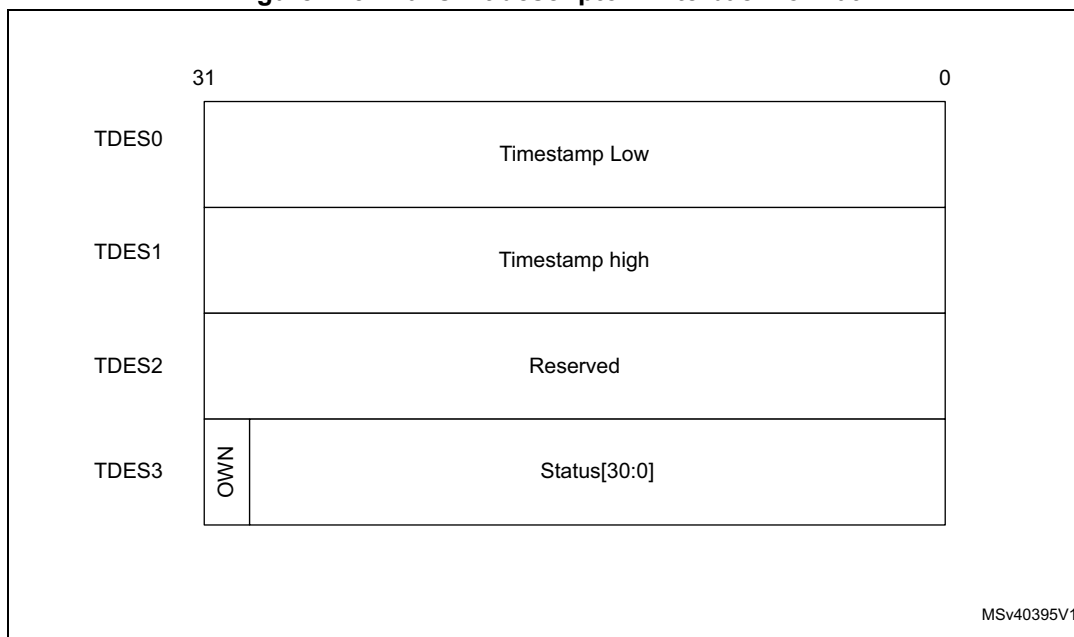 31 0
TDES0 Timestamp Low
TDES1 Timestamp high
TDES2 Reserved
TDES3 OWN Status[30:0]
MSv40395V1